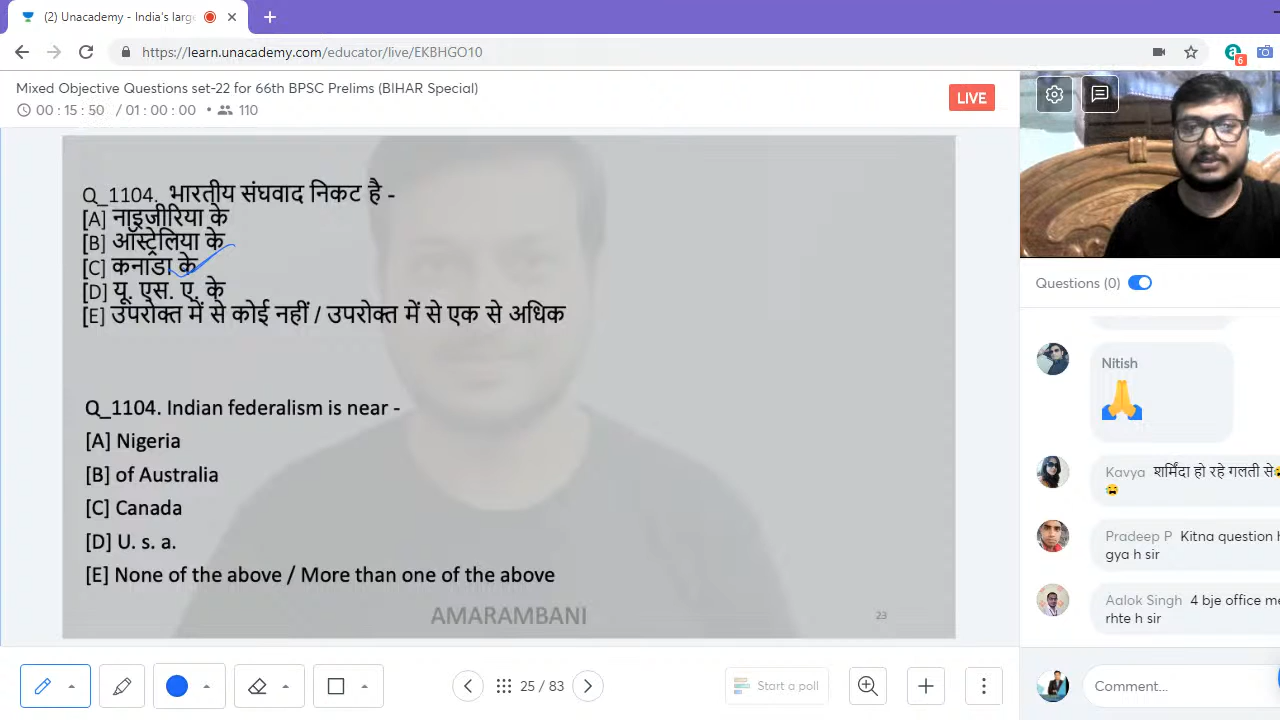 (2) Unacademy - India's larg
https://learn.unacademy.com/educator/live/EKBHGO10
6
Mixed Objective Questions set-22 for 66th BPSC Prelims (BIHAR Special)
00 : 15 : 50 / 01 : 00 : 00 • 110
LIVE
Q_1104. भारतीय संघवाद निकट है -
[A] नाइजीरिया के
[B] ऑस्ट्रेलिया के
[C] कनाडा के
[D] यू. एस. ए. के
[E] उपरोक्त में से कोई नहीं / उपरोक्त में से एक से अधिक
Q_1104. Indian federalism is near -
[A] Nigeria
[B] of Australia
[C] Canada
[D] U. s. a.
[E] None of the above / More than one of the above
AMARAMBANI
23
Questions (0)
Nitish
Kavya शर्मिंदा हो रहे गलती से
Pradeep P Kitna question h
gya h sir
Aalok Singh 4 bje office me
rhte h sir
25 / 83
Start a poll
Comment...